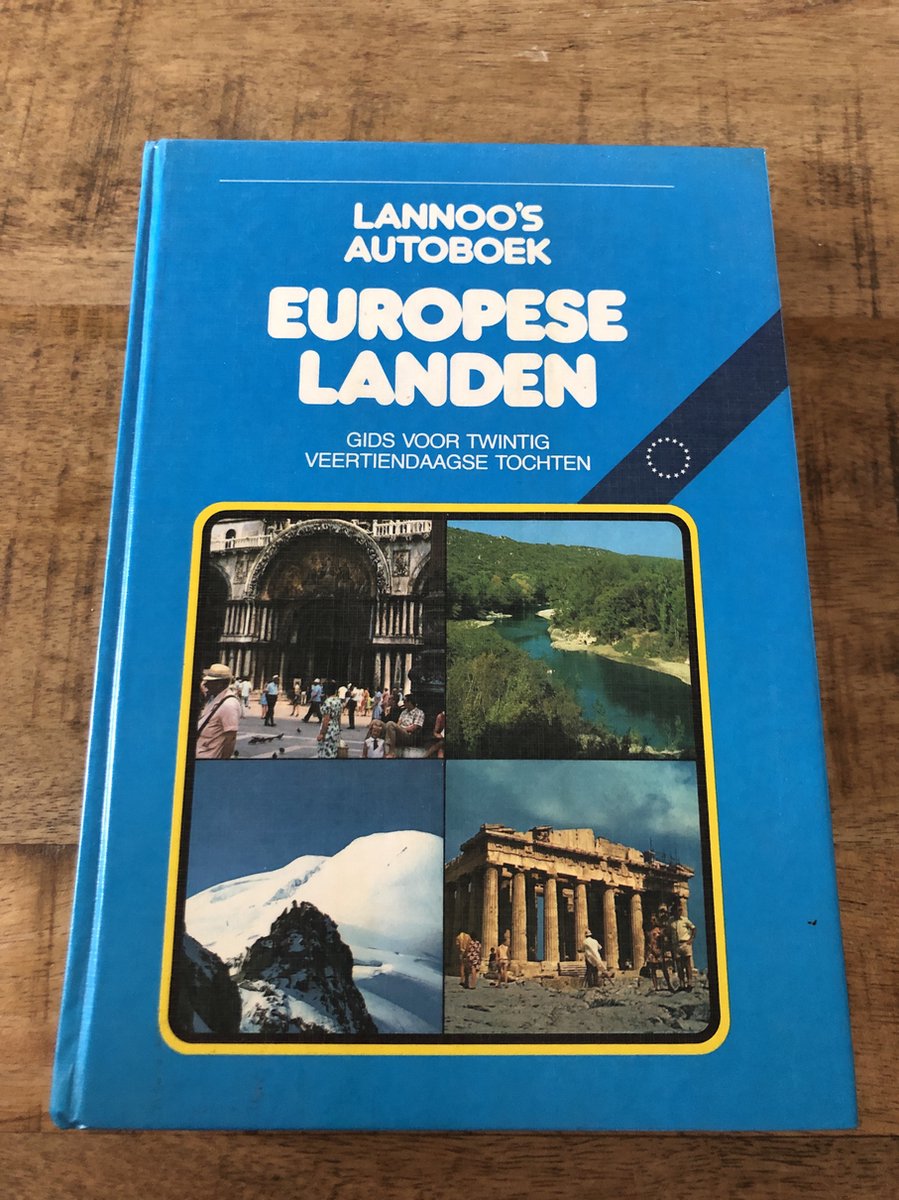 LANNOO'S
AUTOBOEK
EUROPESE
LANDEN
GIDS VOOR TWINTIG
VEERTIENDAAGSE TOCHTEN